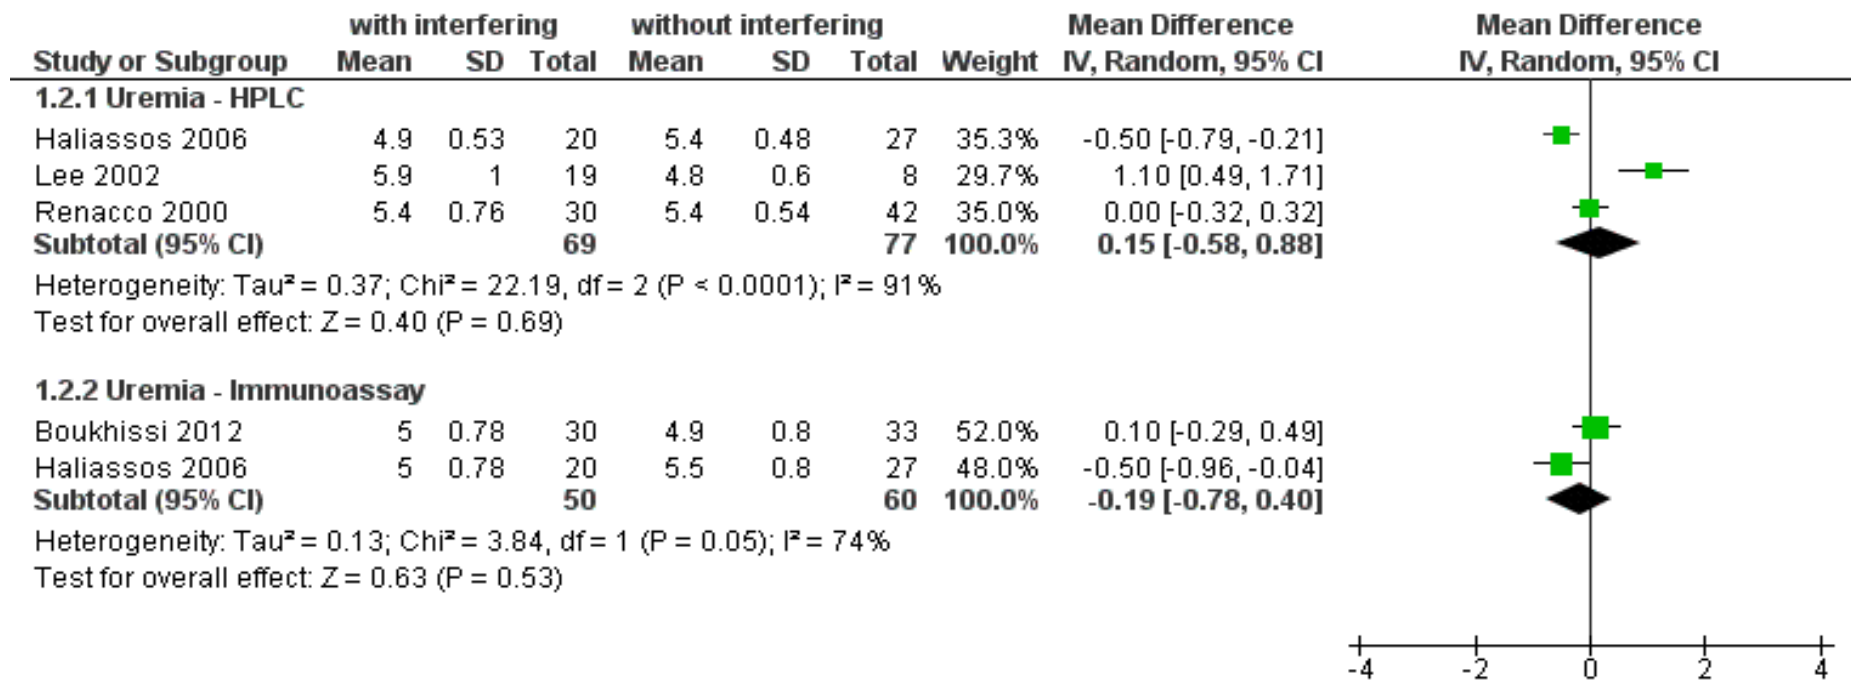 with interfering without interfering Mean Difference Mean Difference
Study or Subgroup Mean SD Total Mean SD Total Weight IV, Random, 95% CI IV, Random, 95% CI
1.2.1 Uremia - HPLC
Haliassos 2006 4.9 0.53 20 5.4 0.48 27 35.3% -0.50 [-0.79, -0.21]
Lee 2002 5.9 1 19 4.8 0.6 8 29.7% 1.10 [0.49, 1.71]
Renacco 2000 5.4 0.76 30 5.4 0.54 42 35.0% 0.00 [-0.32, 0.32]
Subtotal (95% CI) 69 77 100.0% 0.15 [-0.58, 0.88]
Heterogeneity: Tau² = 0.37; Chi² = 22.19, df = 2 (P < 0.0001); I² = 91%
Test for overall effect: Z = 0.40 (P = 0.69)
1.2.2 Uremia - Immunoassay
Boukhissi 2012 5 0.78 30 4.9 0.8 33 52.0% 0.10 [-0.29, 0.49]
Haliassos 2006 5 0.78 20 5.5 0.8 27 48.0% -0.50 [-0.96, -0.04]
Subtotal (95% CI) 50 60 100.0% -0.19 [-0.78, 0.40]
Heterogeneity: Tau² = 0.13; Chi² = 3.84, df = 1 (P = 0.05); I² = 74%
Test for overall effect: Z = 0.63 (P = 0.53)
-4 -2 0 2 4